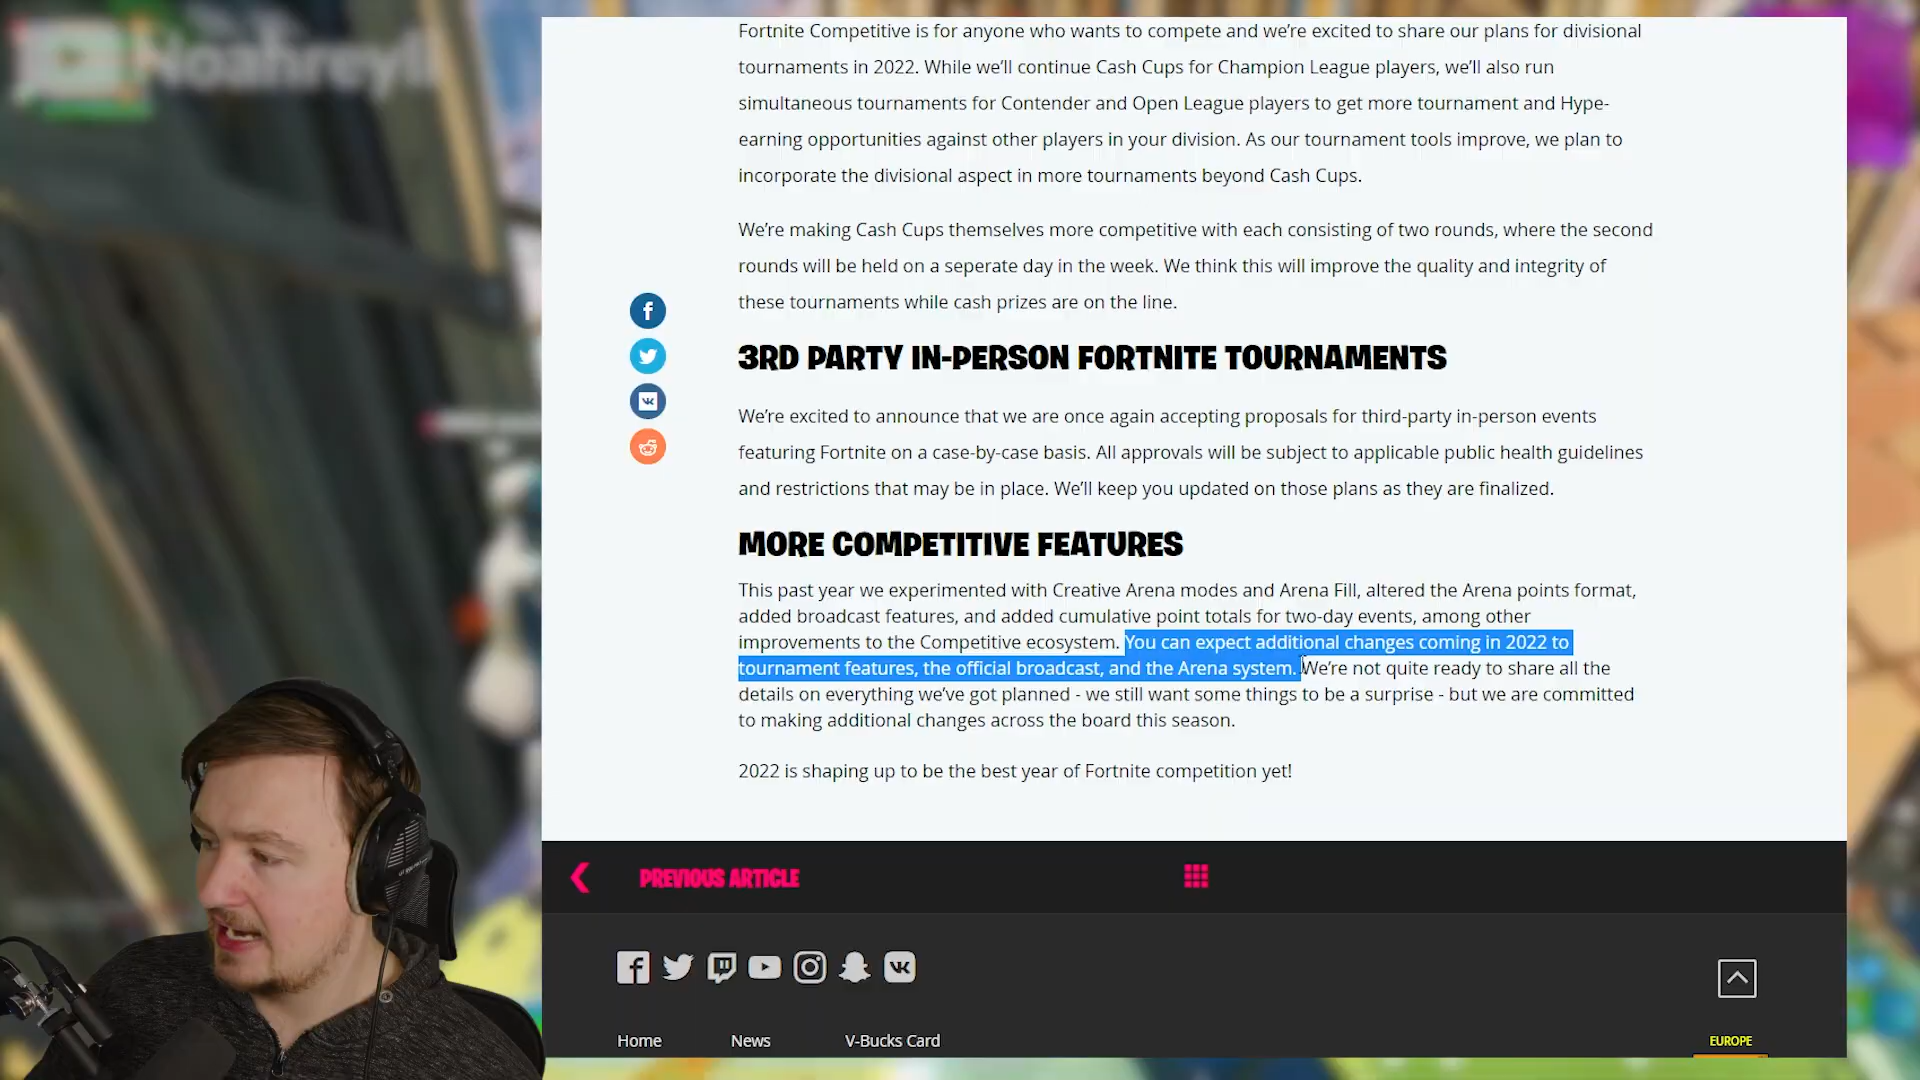 Noahreyli
Fortnite Competitive is for anyone who wants to compete and we're excited to share our plans for divisional
tournaments in 2022. While we'll continue Cash Cups for Champion League players, we'll also run
simultaneous tournaments for Contender and Open League players to get more tournament and Hype-
earning opportunities against other players in your division. As our tournament tools improve, we plan to
incorporate the divisional aspect in more tournaments beyond Cash Cups.
We're making Cash Cups themselves more competitive with each consisting of two rounds, where the second
rounds will be held on a seperate day in the week. We think this will improve the quality and integrity of
these tournaments while cash prizes are on the line.
3RD PARTY IN-PERSON FORTNITE TOURNAMENTS
We're excited to announce that we are once again accepting proposals for third-party in-person events
featuring Fortnite on a case-by-case basis. All approvals will be subject to applicable public health guidelines
and restrictions that may be in place. We'll keep you updated on those plans as they are finalized.
MORE COMPETITIVE FEATURES
This past year we experimented with Creative Arena modes and Arena Fill, altered the Arena points format,
added broadcast features, and added cumulative point totals for two-day events, among other
improvements to the Competitive ecosystem. You can expect additional changes coming in 2022 to
tournament features, the official broadcast, and the Arena system. We're not quite ready to share all the
details on everything we've got planned - we still want some things to be a surprise - but we are committed
to making additional changes across the board this season.
2022 is shaping up to be the best year of Fortnite competition yet!
PREVIOUS ARTICLE
Home
News
V-Bucks Card
EUROPE